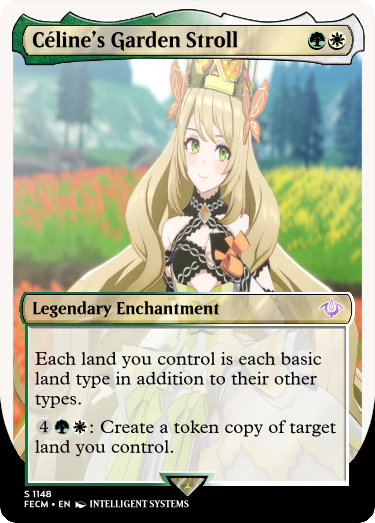 Céline's Garden Stroll
Legendary Enchantment
Each land you control is each basic
land type in addition to their other
types.
4 : Create a token copy of target
land you control.
S 1148
FECM • EN INTELLIGENT SYSTEMS